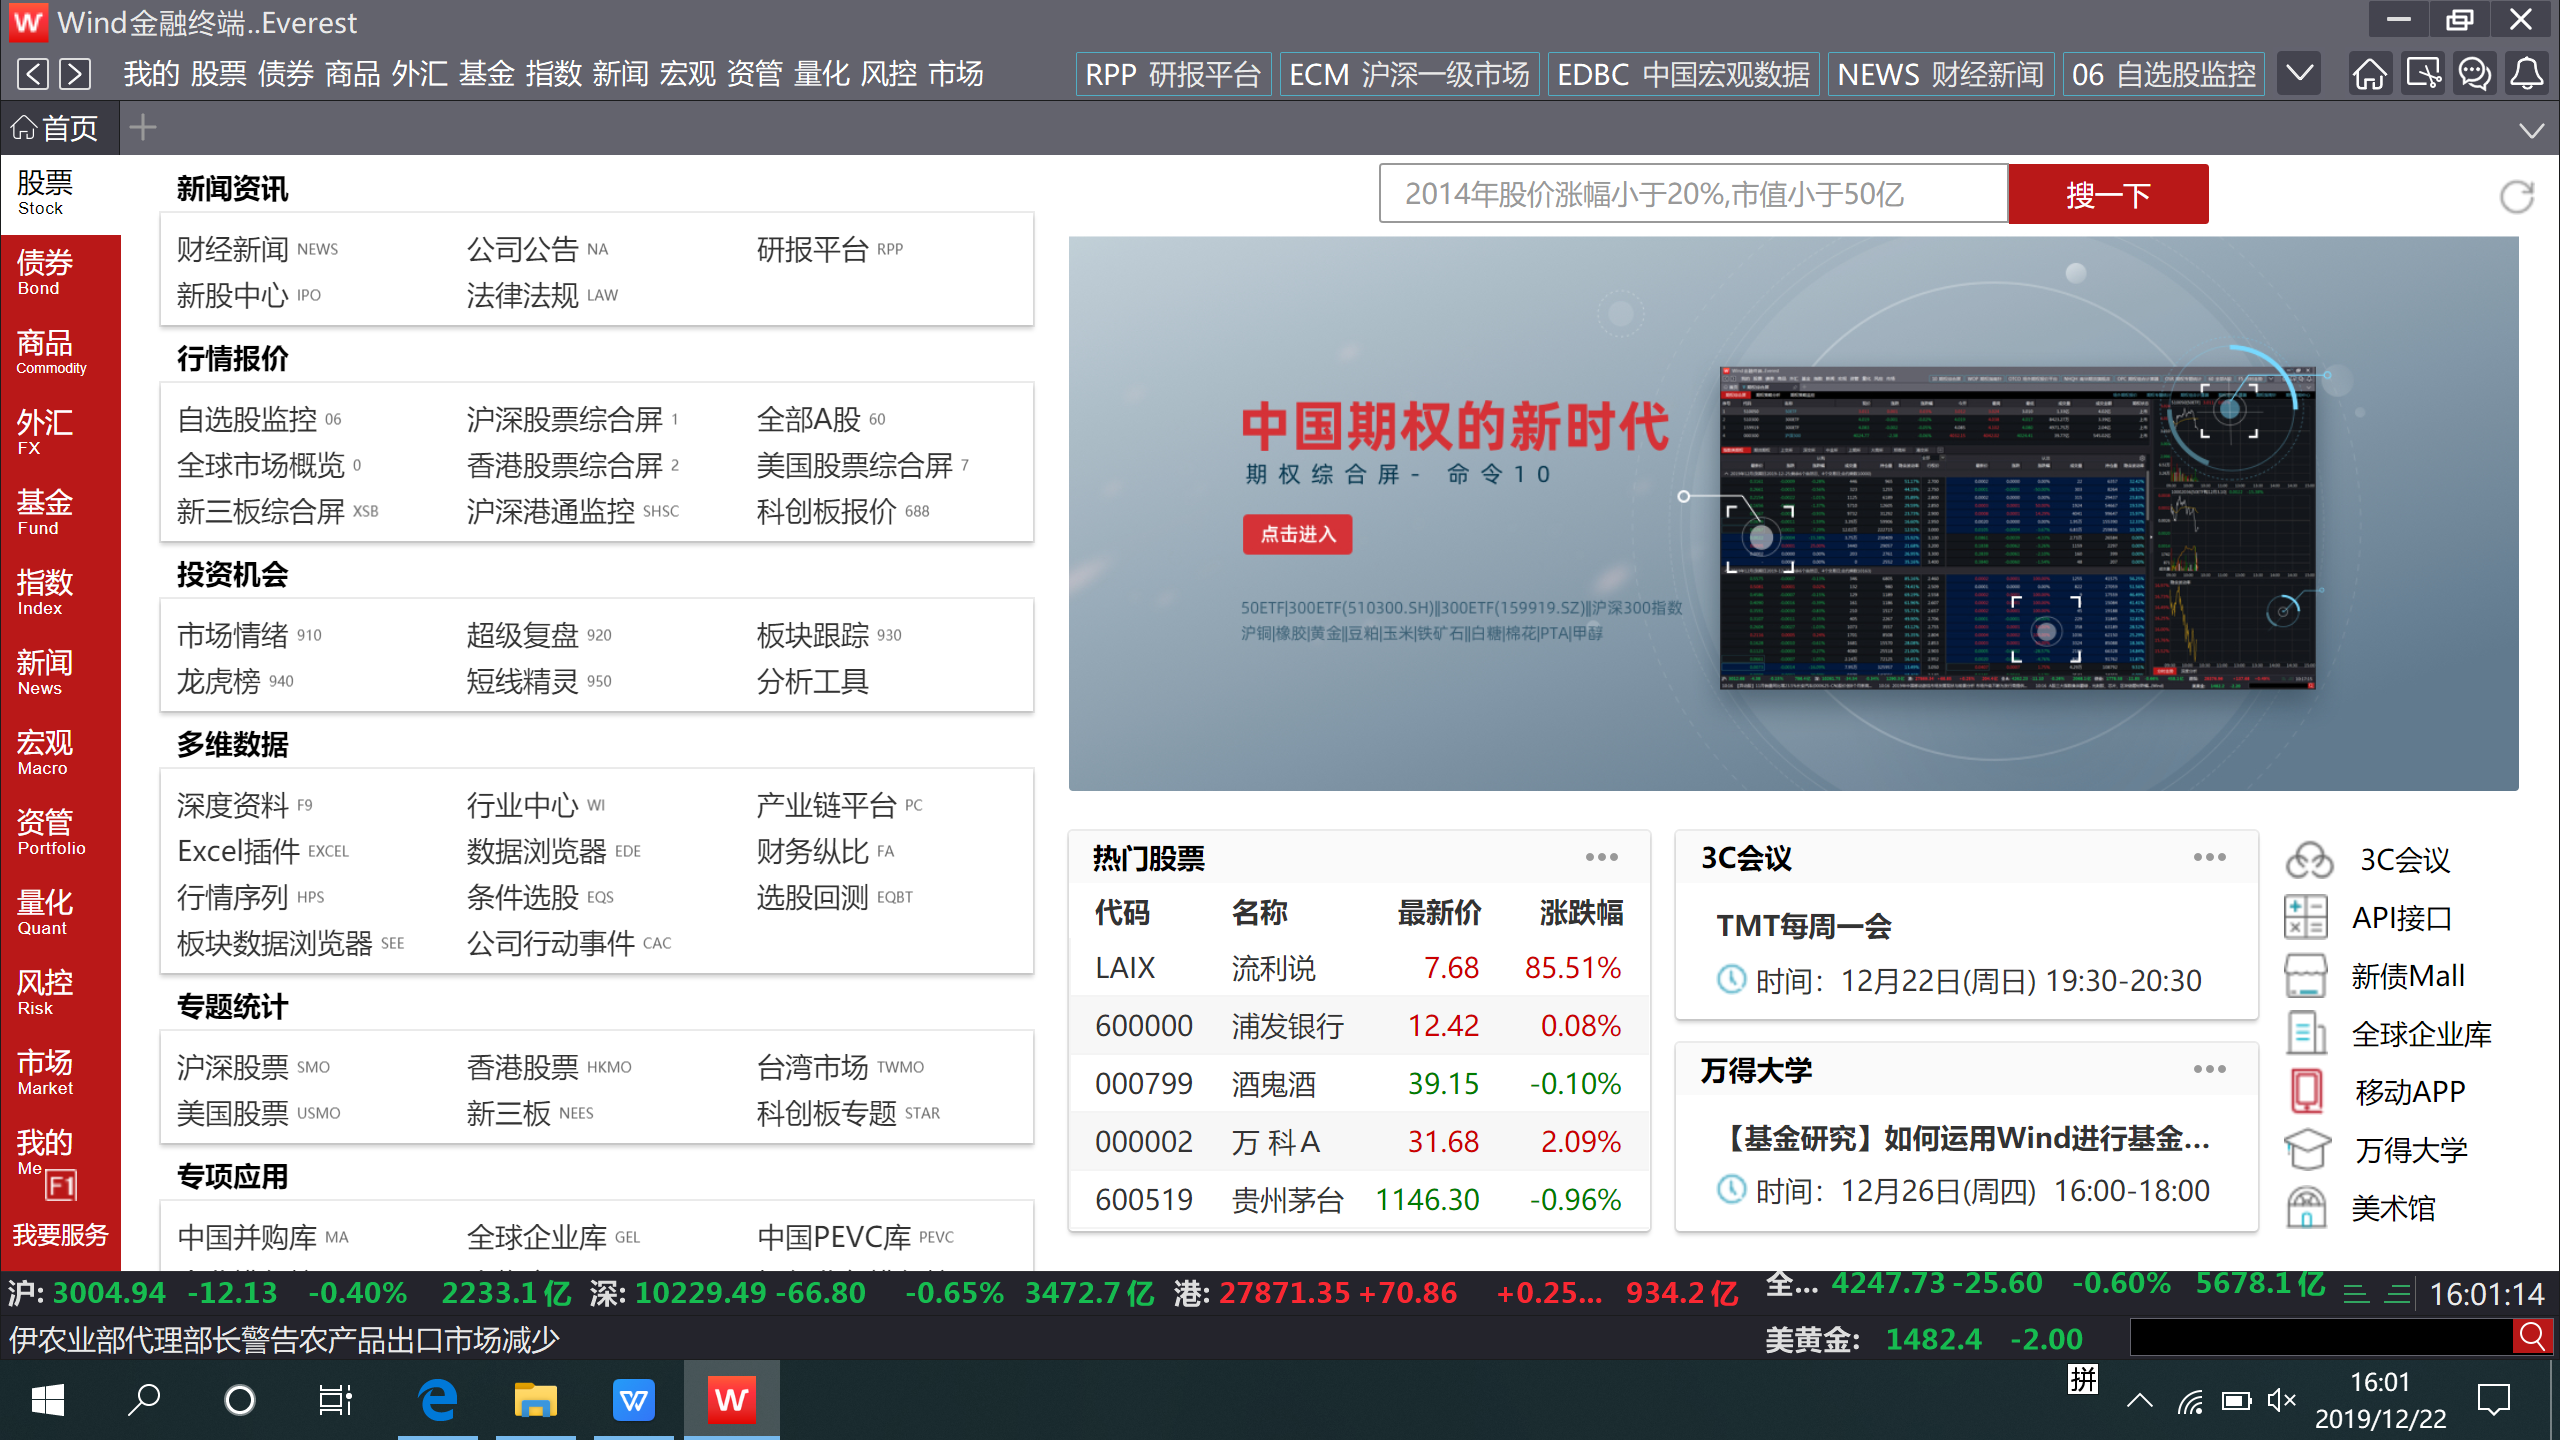 Wind金融终端..Everest
我的 股票 债券 商品 外汇 基金 指数 新闻 宏观 资管 量化 风控 市场
RPP 研报平台 ECM 沪深一级市场 EDBC 中国宏观数据 NEWS 财经新闻 06 自选股监控
首页
股票
Stock
债券
Bond
商品
Commodity
外汇
FX
基金
Fund
指数
Index
新闻
News
宏观
Macro
资管
Portfolio
量化
Quant
风控
Risk
市场
Market
我的
Me
F1
我要服务
新闻资讯
财经新闻 NEWS 公司公告 NA 研报平台 RPP
新股中心 IPO 法律法规 LAW
行情报价
自选股监控 06 沪深股票综合屏 1 全部A股 60
全球市场概览 0 香港股票综合屏 2 美国股票综合屏 7
新三板综合屏 XSB 沪深港通监控 SHSC 科创板报价 688
投资机会
市场情绪 910 超级复盘 920 板块跟踪 930
龙虎榜 940 短线精灵 950 分析工具
多维数据
深度资料 F9 行业中心 WI 产业链平台 PC
Excel插件 EXCEL 数据浏览器 EDE 财务纵比 FA
行情序列 HPS 条件选股 EQS 选股回测 EQBT
板块数据浏览器 SEE 公司行动事件 CAC
专题统计
沪深股票 SMO 香港股票 HKMO 台湾市场 TWMO
美国股票 USMO 新三板 NEES 科创板专题 STAR
专项应用
中国并购库 MA 全球企业库 GEL 中国PEVC库 PEVC
2014年股价涨幅小于20%,市值小于50亿 搜一下
中国期权的新时代
期权综合屏- 命令10
点击进入
50ETF|300ETF(510300.SH)||300ETF(159919.SZ)||沪深300指数
沪铜|橡胶|黄金||豆粕|玉米|铁矿石||白糖|棉花|PTA|甲醇
热门股票
代码 名称 最新价 涨跌幅
LAIX 流利说 7.68 85.51%
600000 浦发银行 12.42 0.08%
000799 酒鬼酒 39.15 -0.10%
000002 万 科A 31.68 2.09%
600519 贵州茅台 1146.30 -0.96%
3C会议
TMT每周一会
时间：12月22日(周日) 19:30-20:30
万得大学
【基金研究】如何运用Wind进行基金...
时间：12月26日(周四) 16:00-18:00
3C会议
API接口
新债Mall
全球企业库
移动APP
万得大学
美术馆
沪: 3004.94 -12.13 -0.40% 2233.1亿 深: 10229.49 -66.80 -0.65% 3472.7亿 港: 27871.35 +70.86 +0.25... 934.2亿 全... 4247.73 -25.60 -0.60% 5678.1亿 16:01:14
伊农业部代理部长警告农产品出口市场减少 美黄金: 1482.4 -2.00
拼
16:01
2019/12/22